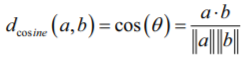 d_cosine (a,b) = cos(θ) = a · b / ‖a‖‖b‖